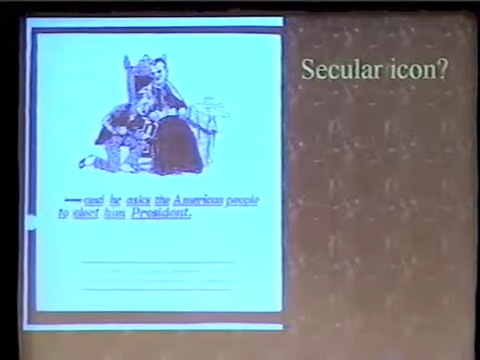 Secular icon?
—and he asks the American people
to elect him President.